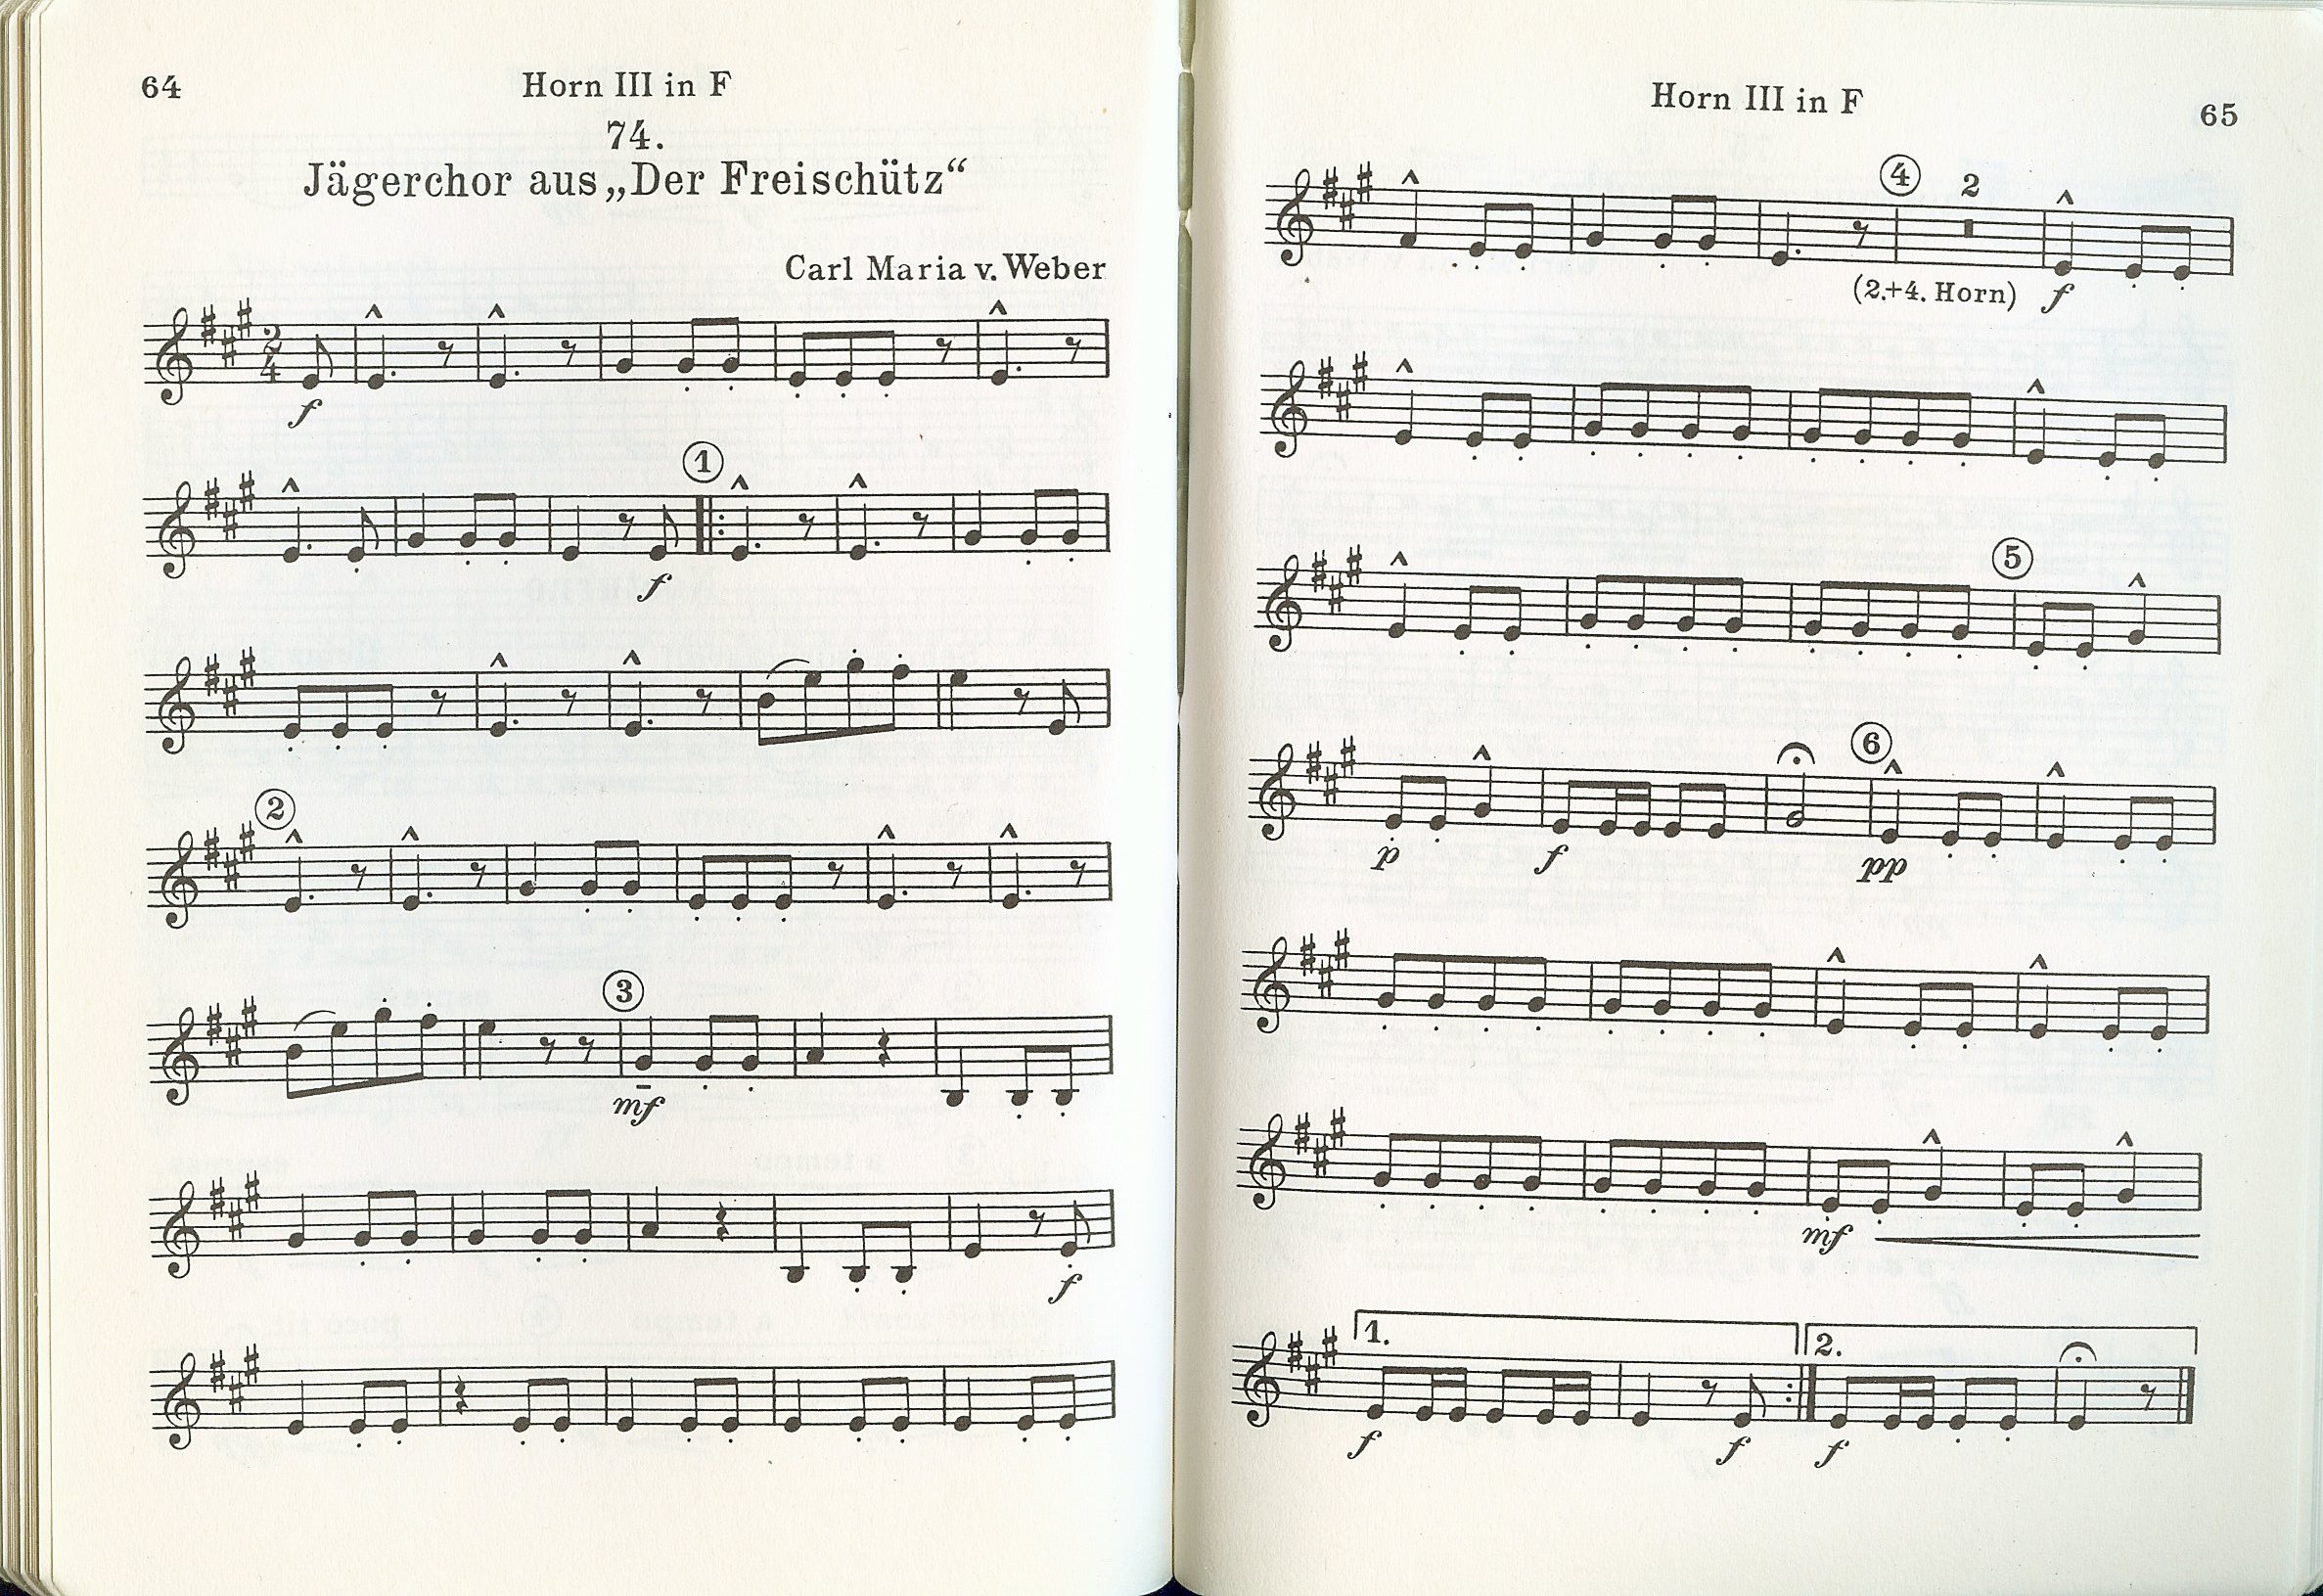 64
Horn III in F
74.
Jägerchor aus „Der Freischütz“
Carl Maria v. Weber
2
4
f
1
f
2
3
mf
f
Horn III in F
65
4
2
(2.+4. Horn) f
5
6
p f pp
mf
1. 2.
f f f